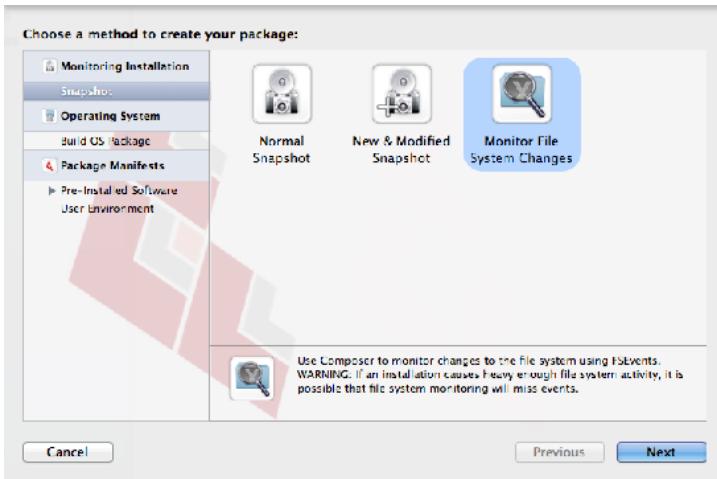 Choose a method to create your package:
Monitoring Installation
Snapshot
Operating System
Build OS Package
Package Manifests
Pre-Installed Software
User Environment
Normal
Snapshot
New & Modified
Snapshot
Monitor File
System Changes
Use Composer to monitor changes to the file system using FSEvents.
WARNING: If an installation causes heavy enough file system activity, it is
possible that file system monitoring will miss events.
Cancel
Previous
Next